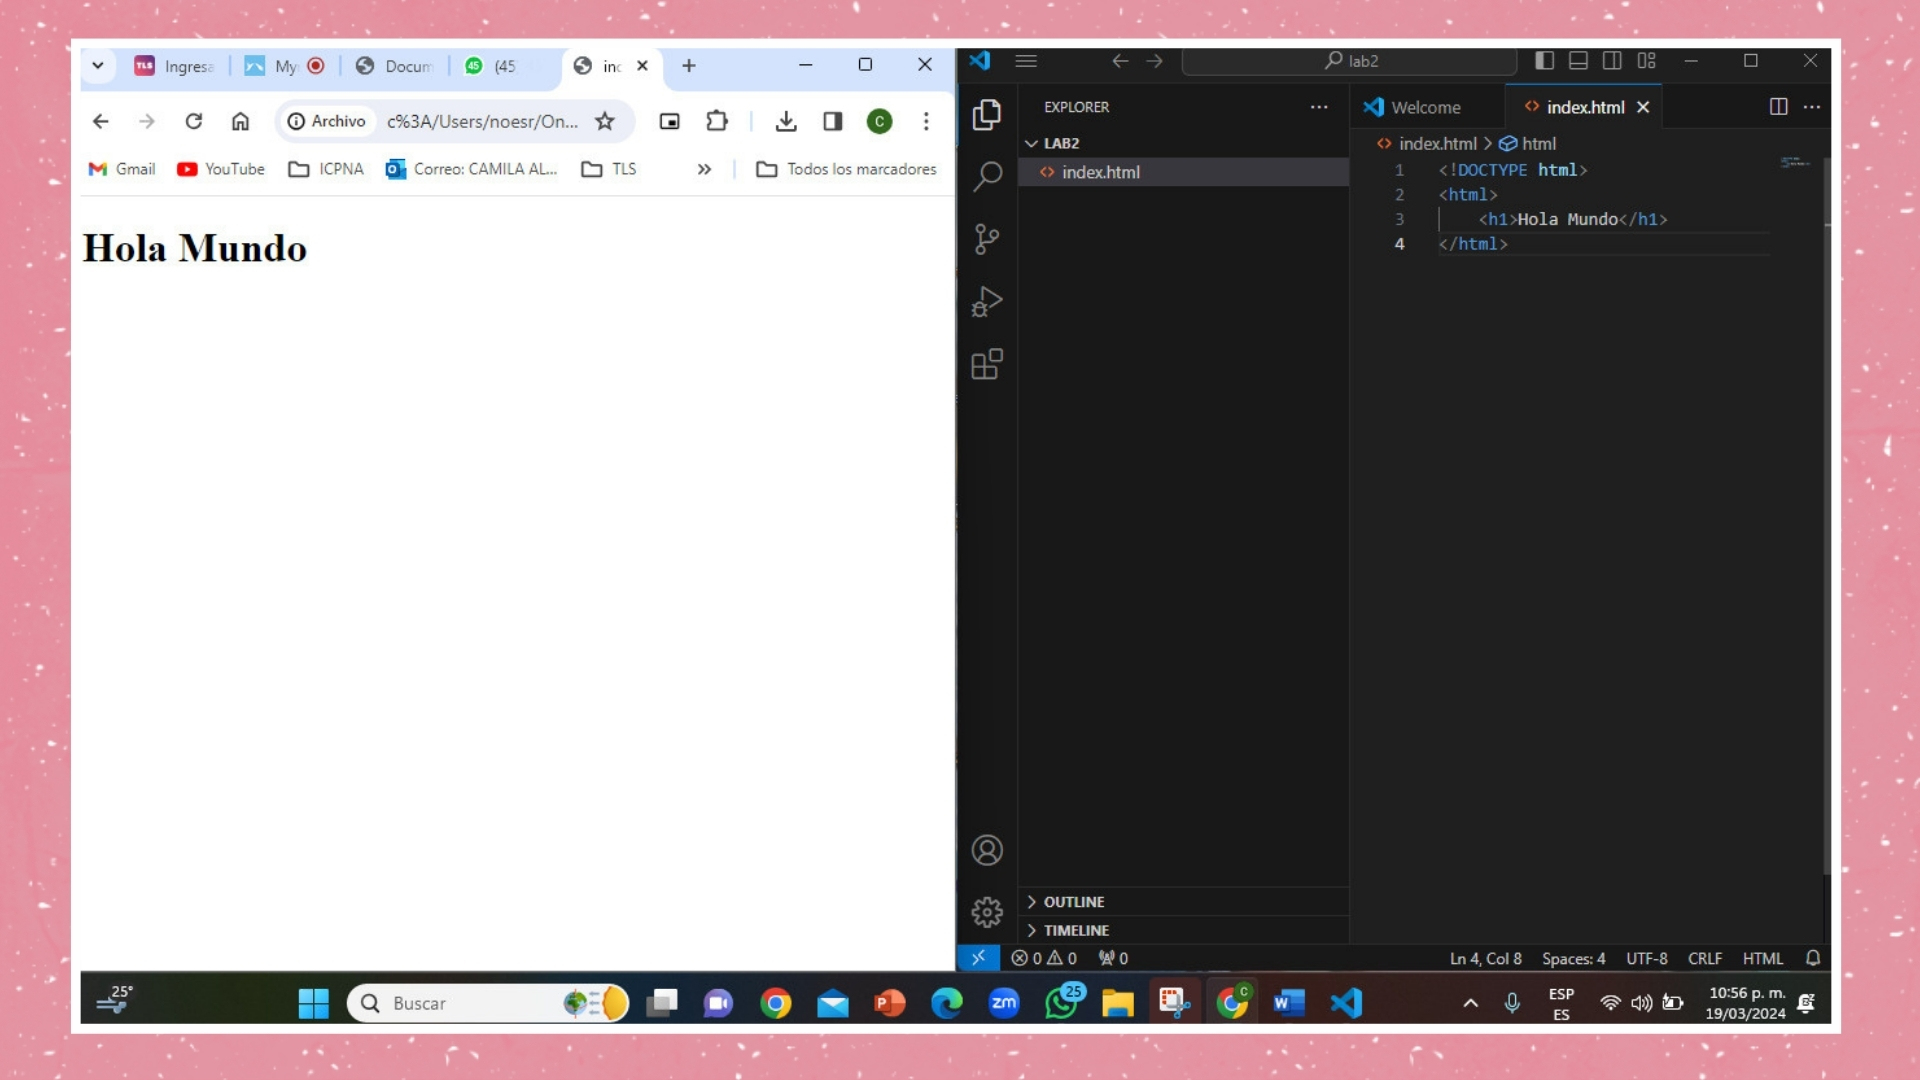 TLS Ingresa
My
Docum
45 (45
inc
Archivo c%3A/Users/noesr/On...
C
Gmail
YouTube
ICPNA
Correo: CAMILA AL...
TLS
Todos los marcadores
Hola Mundo
lab2
EXPLORER
LAB2
index.html
OUTLINE
TIMELINE
Welcome
index.html
index.html > html
1 <!DOCTYPE html>
2 <html>
3 <h1>Hola Mundo</h1>
4 </html>
0 0 0
Ln 4, Col 8 Spaces: 4 UTF-8 CRLF HTML
25°
Buscar
P
zm
25
C
W
ESP
ES
10:56 p. m.
19/03/2024